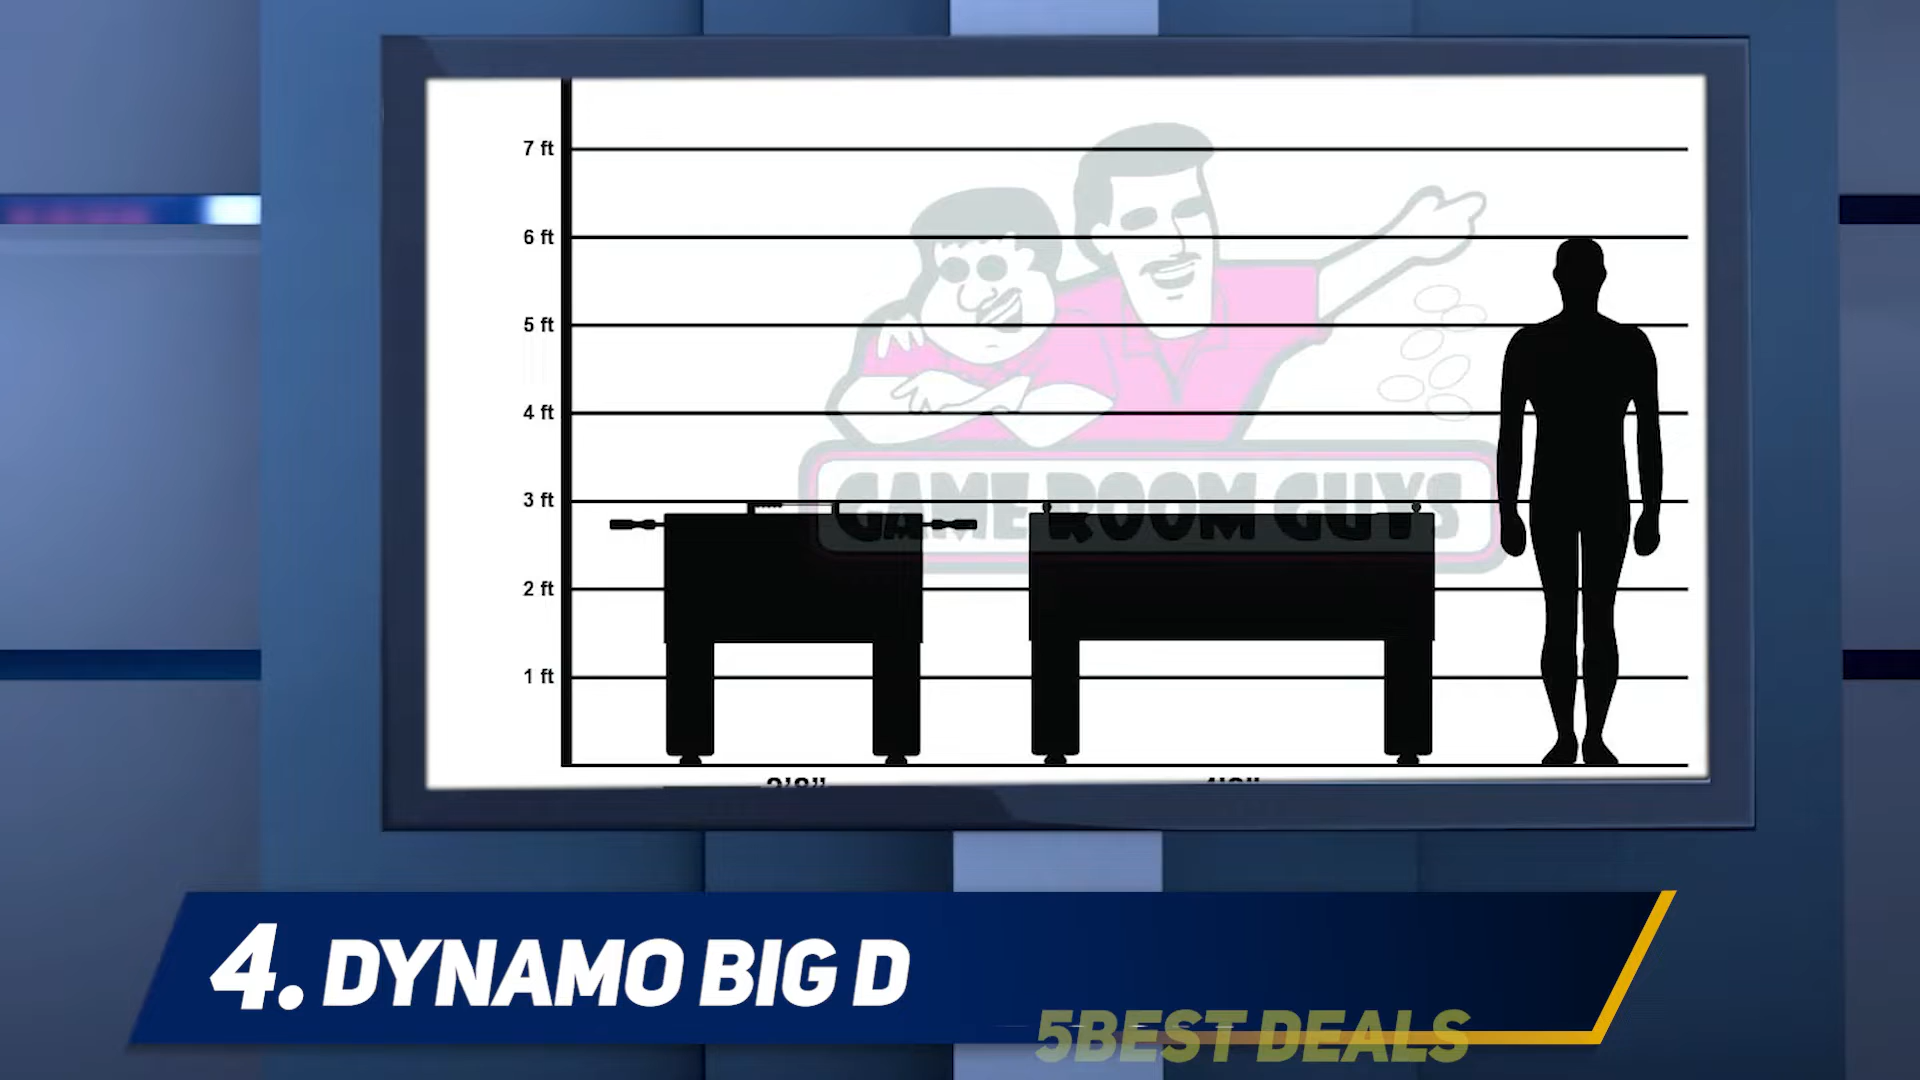 7 ft
6 ft
5 ft
4 ft
3 ft
GAME ROOM GUYS
2 ft
1 ft
4. DYNAMO BIG D
5BEST DEALS